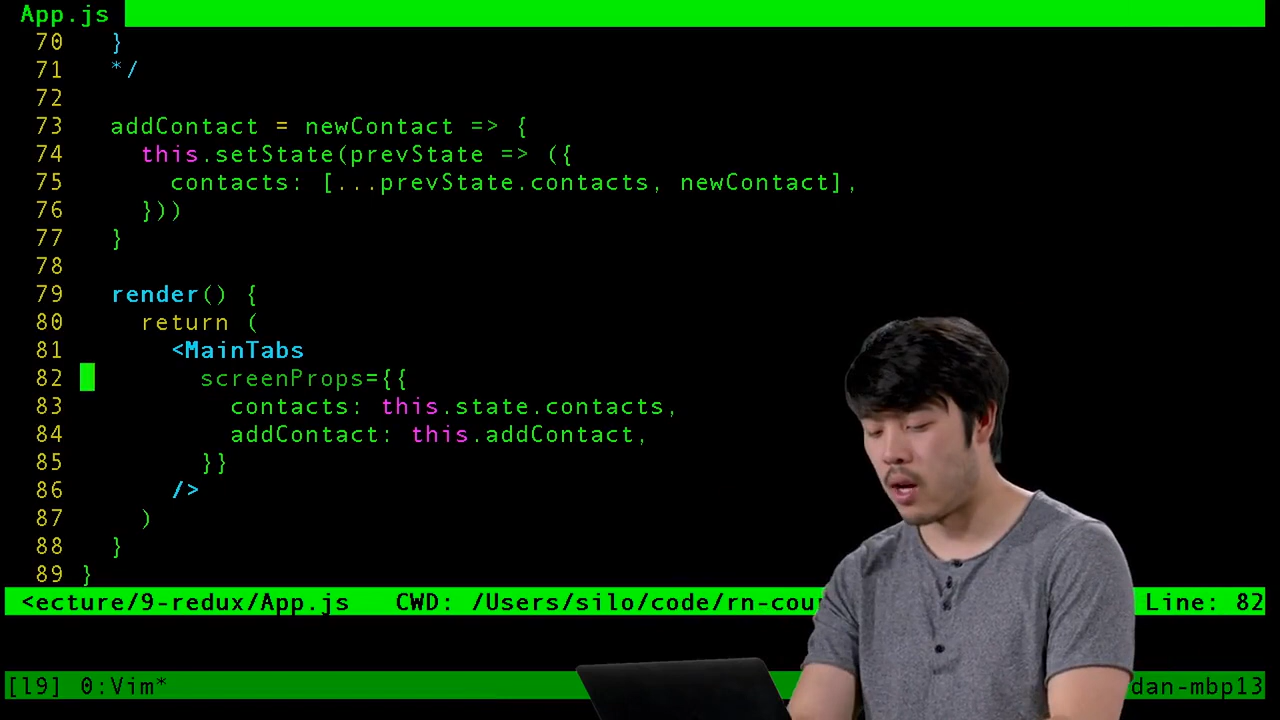 App.js
70 }
71 */
72
73 addContact = newContact => {
74 this.setState(prevState => ({
75 contacts: [...prevState.contacts, newContact],
76 }))
77 }
78
79 render() {
80 return (
81 <MainTabs
82 screenProps={{
83 contacts: this.state.contacts,
84 addContact: this.addContact,
85 }}
86 />
87 )
88 }
89 }
<ecture/9-redux/App.js CWD: /Users/silo/code/rn-cou Line: 82
[l9] 0:Vim* dan-mbp13